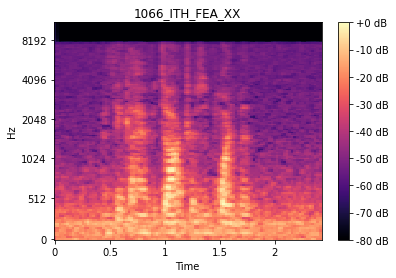 1066_ITH_FEA_XX
+0 dB
8192
-10 dB
4096
-20 dB
-30 dB
2048
Hz
-40 dB
1024
-50 dB
512
-60 dB
-70 dB
0
-80 dB
0 0.5 1 1.5 2
Time